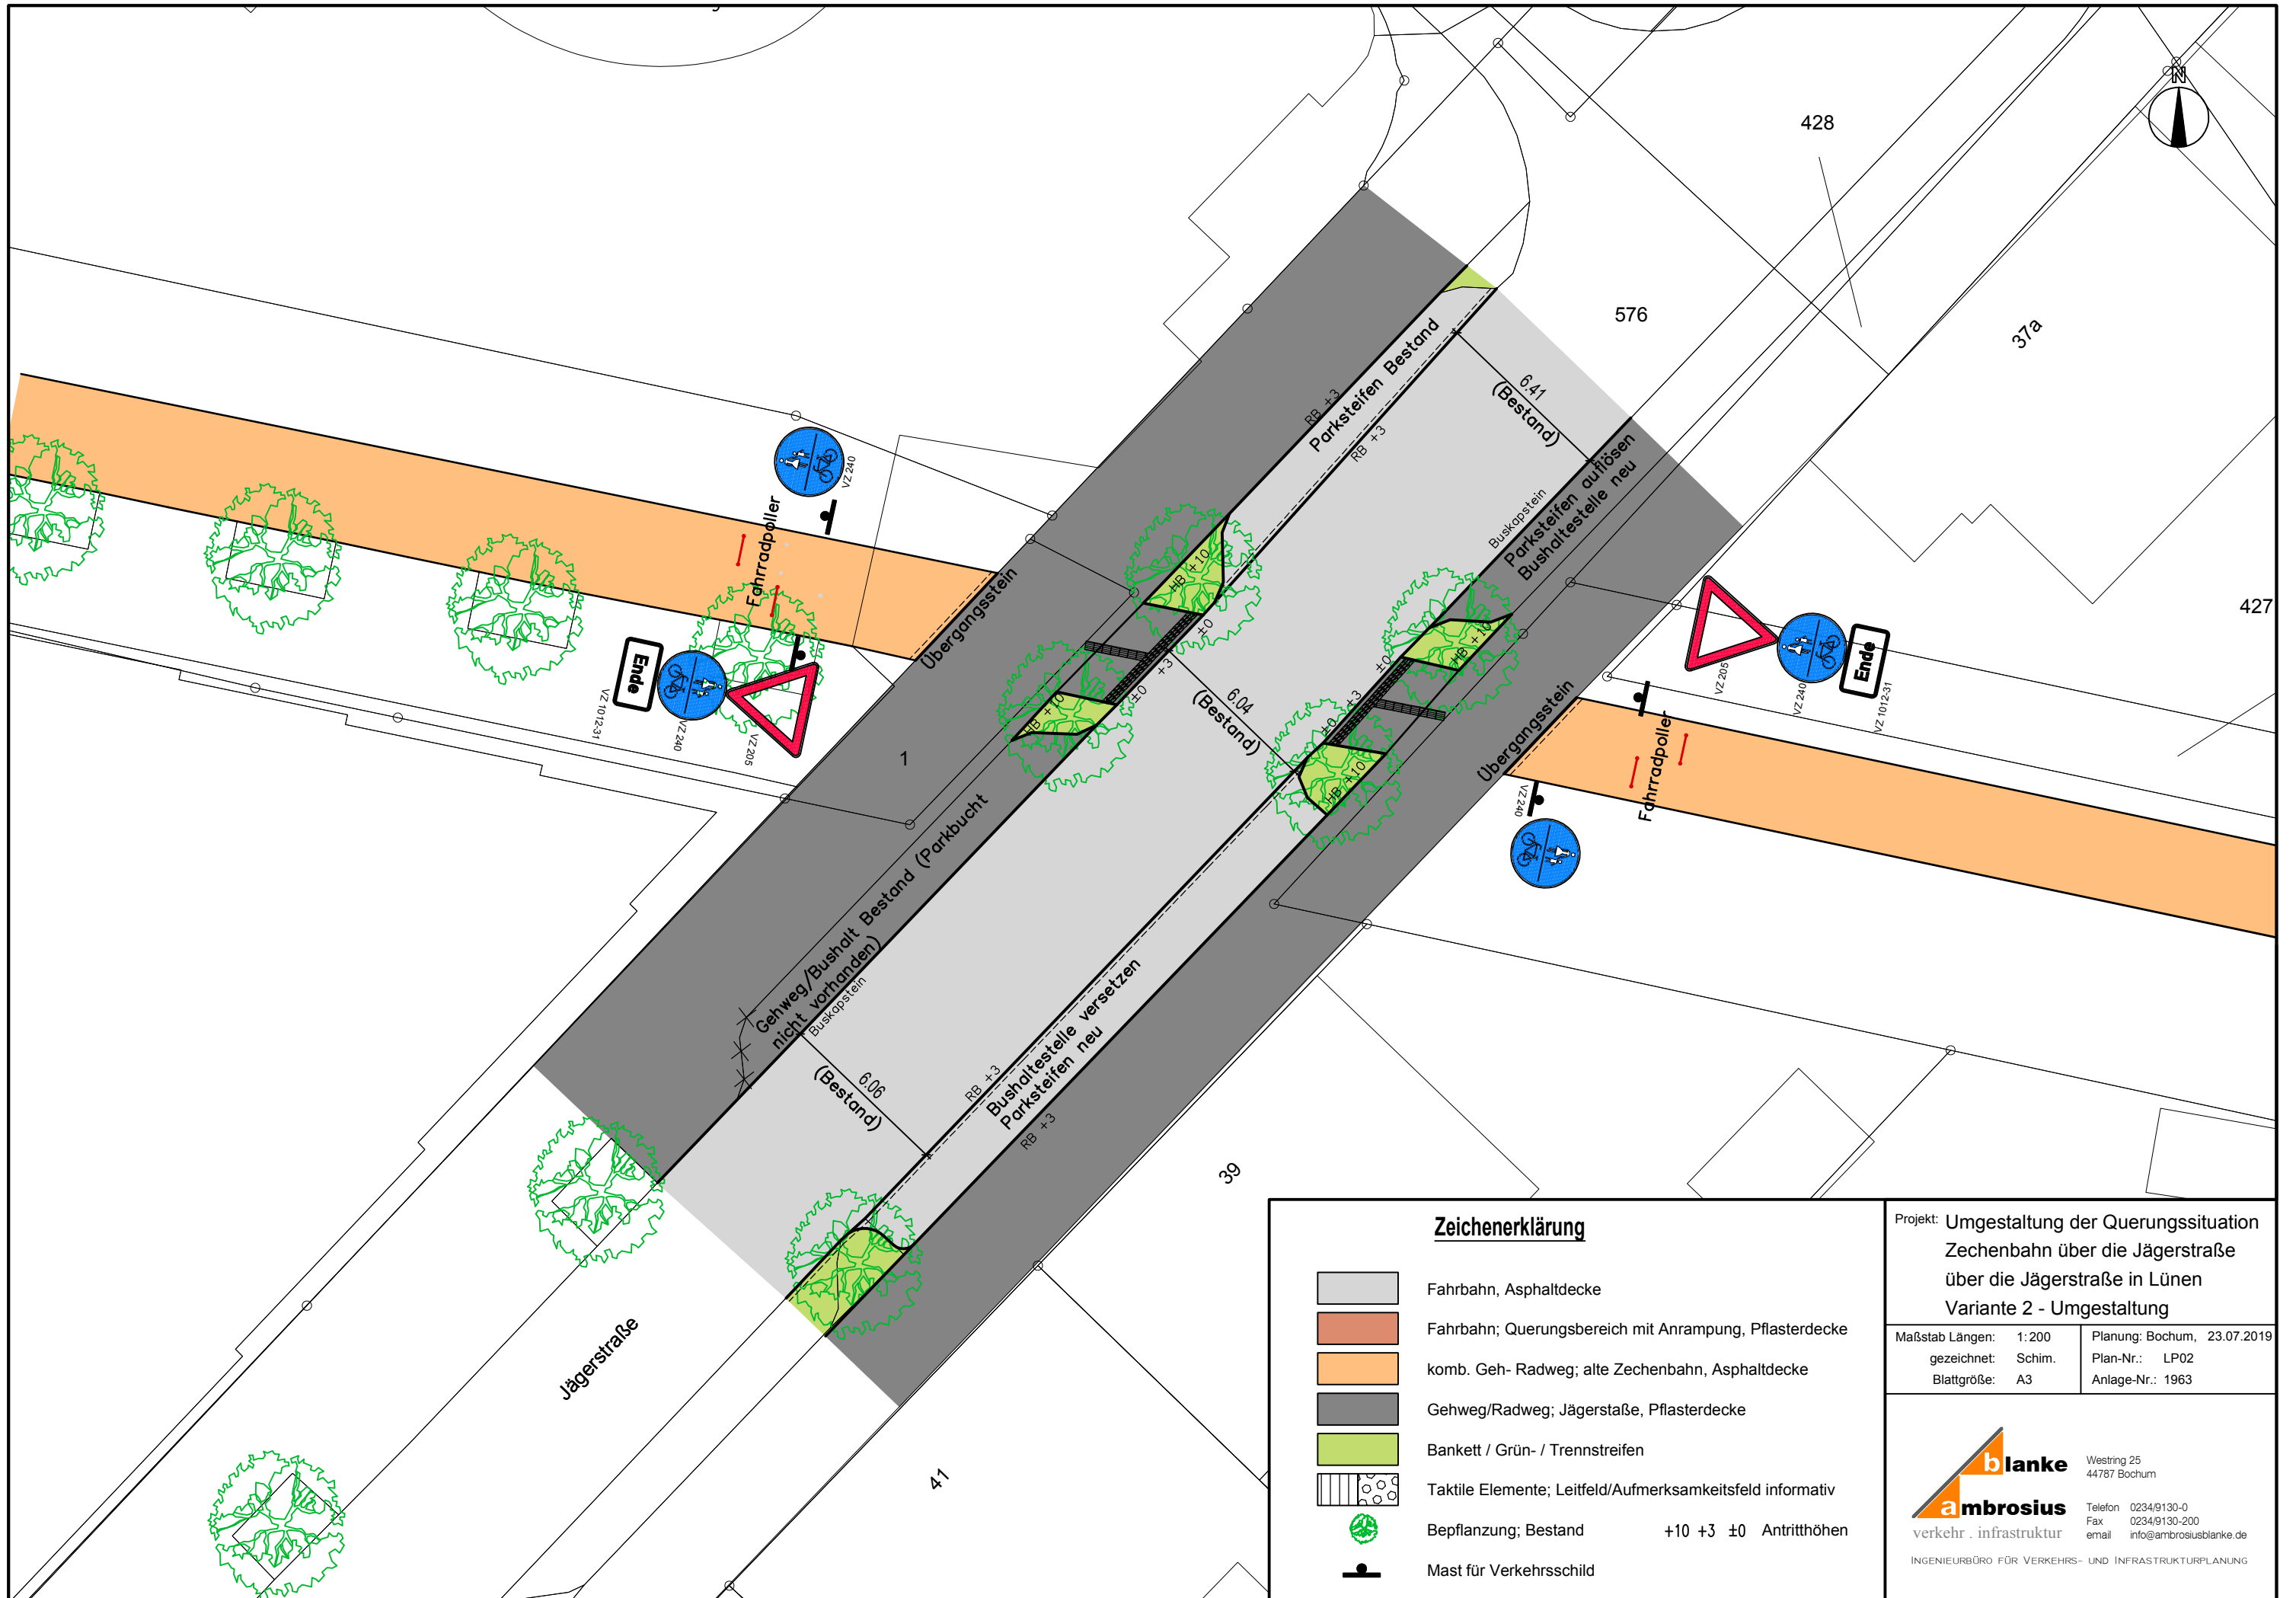 N
428
576
37a
427
6.41
(Bestand)
Parksteifen Bestand
RB +3
RB +3
Buskapstein
Parksteifen auflösen
Bushaltestelle neu
VZ 240
Fahrradpoller
Übergangsstein
HB +10
±0
+3
±0
HB +10
Ende
VZ 1012-31
VZ 240
VZ 205
1
6.04
(Bestand)
HB +10
±0
+3
±0
HB +10
Übergangsstein
VZ 205
VZ 240
Ende
VZ 1012-31
Fahrradpoller
VZ 240
Gehweg/Bushalt Bestand (Parkbucht
nicht vorhanden)
Buskapstein
6.06
(Bestand)
RB +3
Bushaltestelle versetzen
Parksteifen neu
RB +3
39
41
Jägerstraße
Zeichenerklärung
Fahrbahn, Asphaltdecke
Fahrbahn; Querungsbereich mit Anrampung, Pflasterdecke
komb. Geh- Radweg; alte Zechenbahn, Asphaltdecke
Gehweg/Radweg; Jägerstaße, Pflasterdecke
Bankett / Grün- / Trennstreifen
Taktile Elemente; Leitfeld/Aufmerksamkeitsfeld informativ
Bepflanzung; Bestand +10 +3 ±0 Antritthöhen
Mast für Verkehrsschild
Projekt: Umgestaltung der Querungssituation
Zechenbahn über die Jägerstraße
über die Jägerstraße in Lünen
Variante 2 - Umgestaltung
Maßstab Längen: 1:200 Planung: Bochum, 23.07.2019
gezeichnet: Schim. Plan-Nr.: LP02
Blattgröße: A3 Anlage-Nr.: 1963
blanke
ambrosius
verkehr . infrastruktur
Westring 25
44787 Bochum
Telefon 0234/9130-0
Fax 0234/9130-200
email info@ambrosiusblanke.de
INGENIEURBÜRO FÜR VERKEHRS- UND INFRASTRUKTURPLANUNG